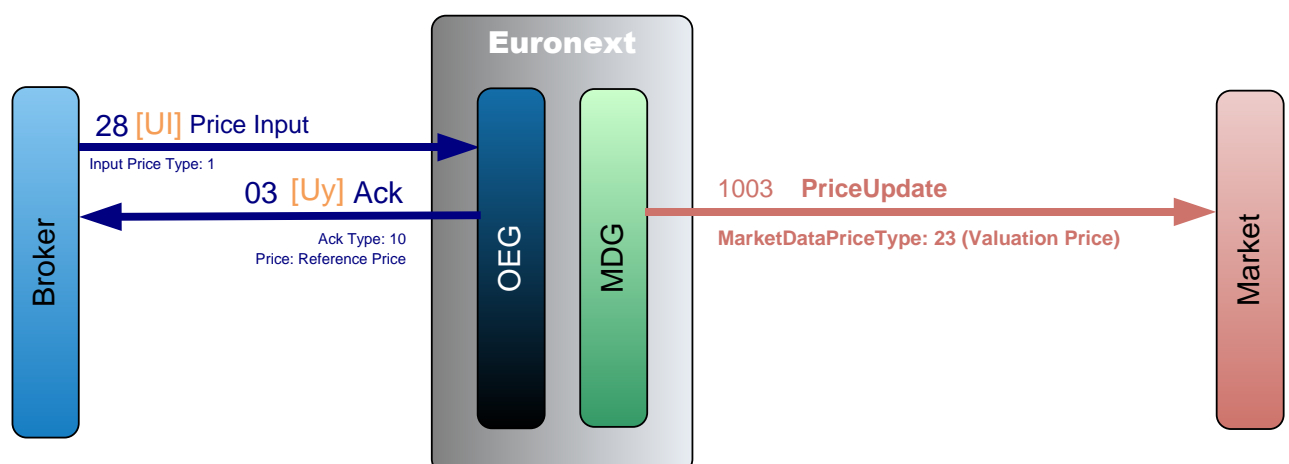 Euronext
28 [UI] Price Input
Input Price Type: 1
03 [Uy] Ack
Ack Type: 10
Price: Reference Price
1003 PriceUpdate
MarketDataPriceType: 23 (Valuation Price)
Broker
OEG
MDG
Market